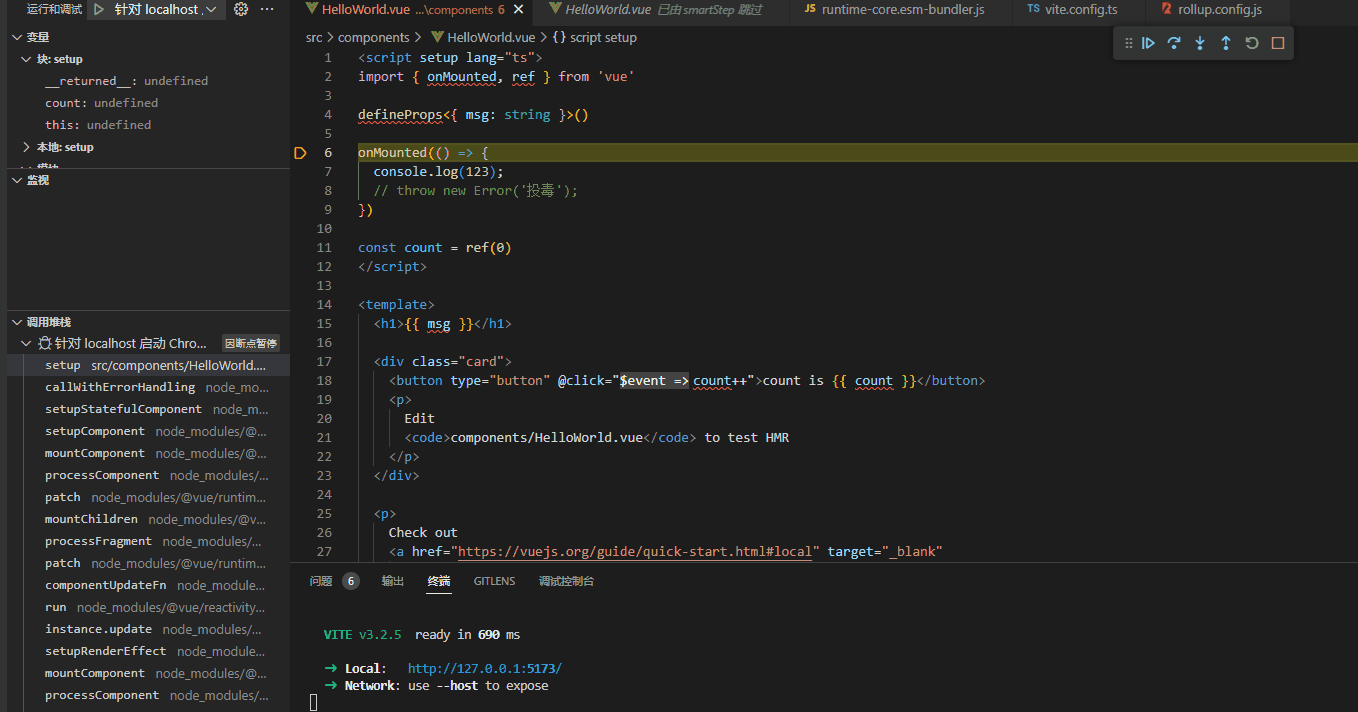 运行和调试 针对 localhost
HelloWorld.vue ...\components 6
HelloWorld.vue 已由 smartStep 跳过
JS runtime-core.esm-bundler.js
TS vite.config.ts
rollup.config.js
变量
块: setup
__returned__: undefined
count: undefined
this: undefined
本地: setup
监视
调用堆栈
针对 localhost 启动 Chro... 因断点暂停
setup src/components/HelloWorld....
callWithErrorHandling node_mo...
setupStatefulComponent node_m...
setupComponent node_modules/@...
mountComponent node_modules/@...
processComponent node_modules/...
patch node_modules/@vue/runtim...
mountChildren node_modules/@v...
processFragment node_modules/...
patch node_modules/@vue/runtim...
componentUpdateFn node_module...
run node_modules/@vue/reactivity...
instance.update node_modules/...
setupRenderEffect node_module...
mountComponent node_modules/@...
processComponent node_modules/...
src > components > HelloWorld.vue > {} script setup
1 <script setup lang="ts">
2 import { onMounted, ref } from 'vue'
3
4 defineProps<{ msg: string }>()
5
6 onMounted(() => {
7 console.log(123);
8 // throw new Error('投毒');
9 })
10
11 const count = ref(0)
12 </script>
13
14 <template>
15 <h1>{{ msg }}</h1>
16
17 <div class="card">
18 <button type="button" @click="$event => count++">count is {{ count }}</button>
19 <p>
20 Edit
21 <code>components/HelloWorld.vue</code> to test HMR
22 </p>
23 </div>
24
25 <p>
26 Check out
27 <a href="https://vuejs.org/guide/quick-start.html#local" target="_blank"
问题 6 输出 终端 GITLENS 调试控制台
VITE v3.2.5 ready in 690 ms
➜ Local: http://127.0.0.1:5173/
➜ Network: use --host to expose